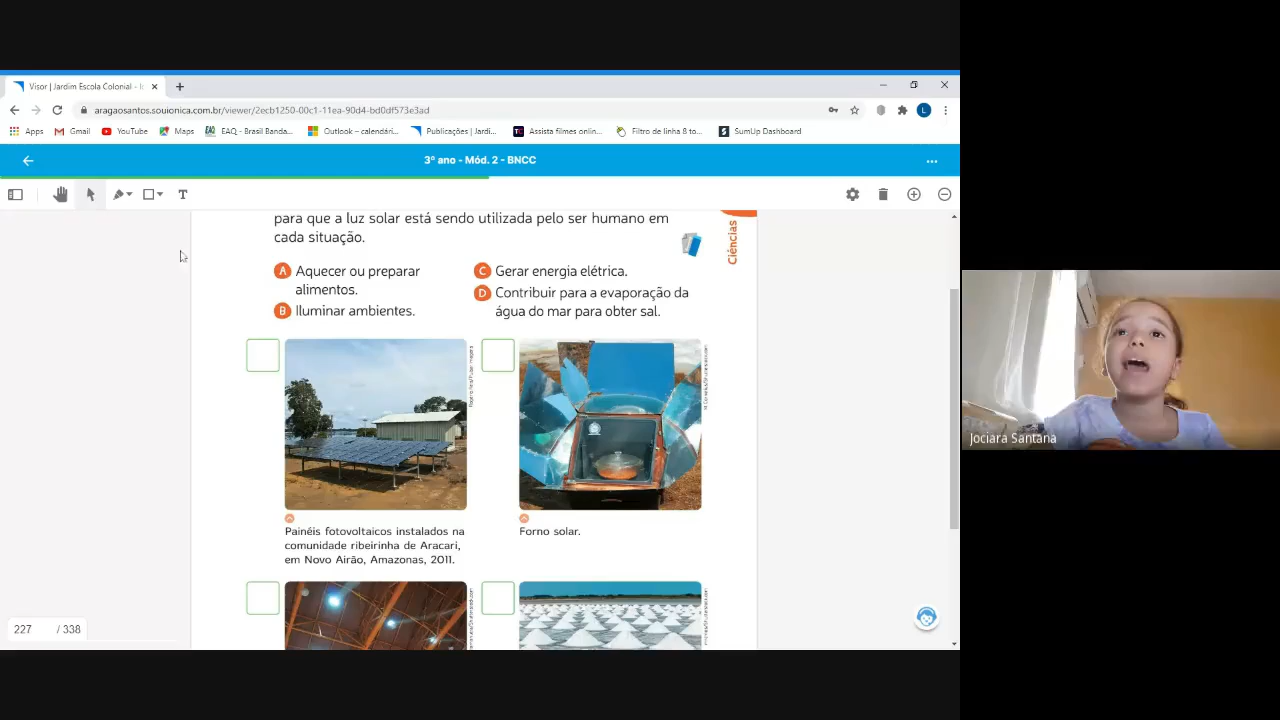 Visor | Jardim Escola Colonial - I
aragaosantos.souionica.com.br/viewer/2ecb1250-00c1-11ea-90d4-bd0df573e3ad
Apps Gmail YouTube Maps EAQ - Brasil Banda... Outlook – calendári... Publicações | Jardi... Assista filmes onlin... Filtro de linha 8 to... SumUp Dashboard
3º ano - Mód. 2 - BNCC
T
para que a luz solar está sendo utilizada pelo ser humano em
cada situação.
Ciências
A Aquecer ou preparar
alimentos.
B Iluminar ambientes.
C Gerar energia elétrica.
D Contribuir para a evaporação da
água do mar para obter sal.
Painéis fotovoltaicos instalados na
comunidade ribeirinha de Aracari,
em Novo Airão, Amazonas, 2011.
Forno solar.
227 / 338
Jociara Santana